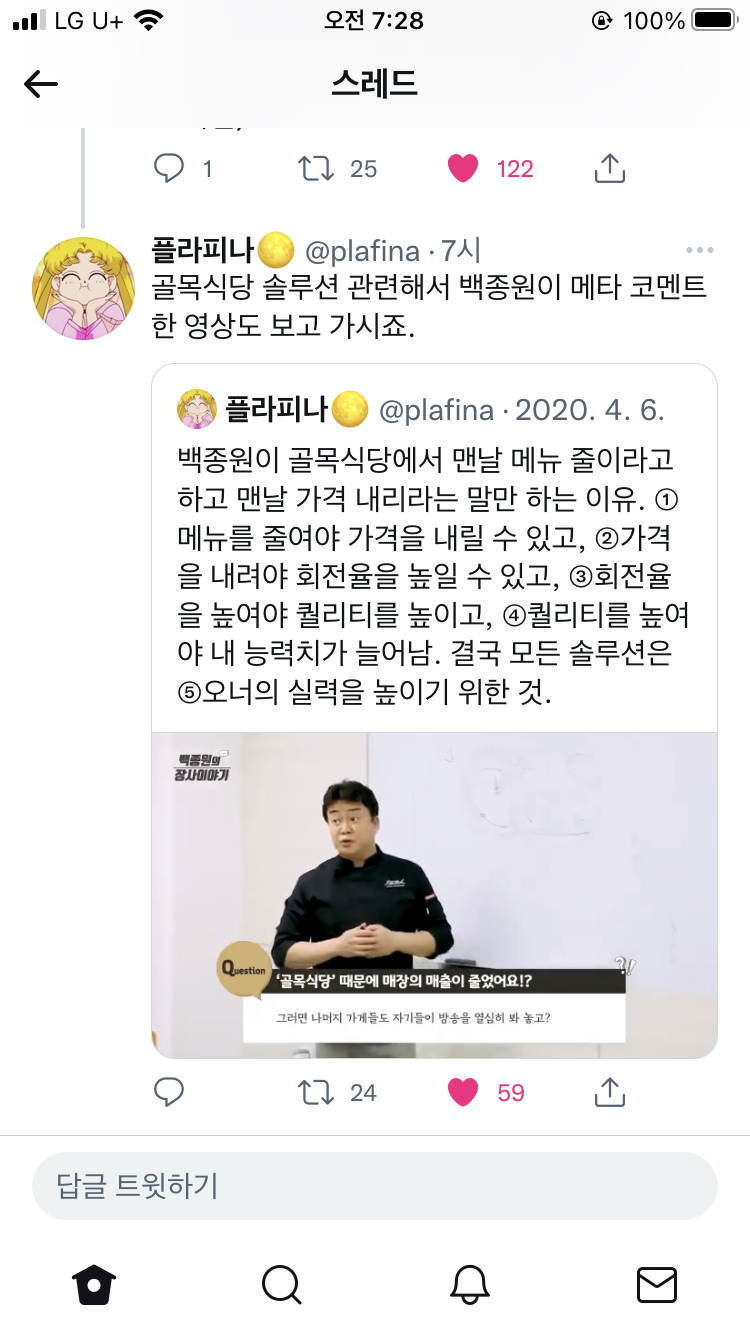 LG U+ 오전 7:28 100%
스레드
1 25 122
플라피나 @plafina · 7시
골목식당 솔루션 관련해서 백종원이 메타 코멘트
한 영상도 보고 가시죠.
플라피나 @plafina · 2020. 4. 6.
백종원이 골목식당에서 맨날 메뉴 줄이라고
하고 맨날 가격 내리라는 말만 하는 이유. ①
메뉴를 줄여야 가격을 내릴 수 있고, ②가격
을 내려야 회전율을 높일 수 있고, ③회전율
을 높여야 퀄리티를 높이고, ④퀄리티를 높여
야 내 능력치가 늘어남. 결국 모든 솔루션은
⑤오너의 실력을 높이기 위한 것.
백종원의
장사이야기
Question
‘골목식당’ 때문에 매장의 매출이 줄었어요!?
?!
그러면 나머지 가게들도 자기들이 방송을 열심히 봐 놓고?
24 59
답글 트윗하기